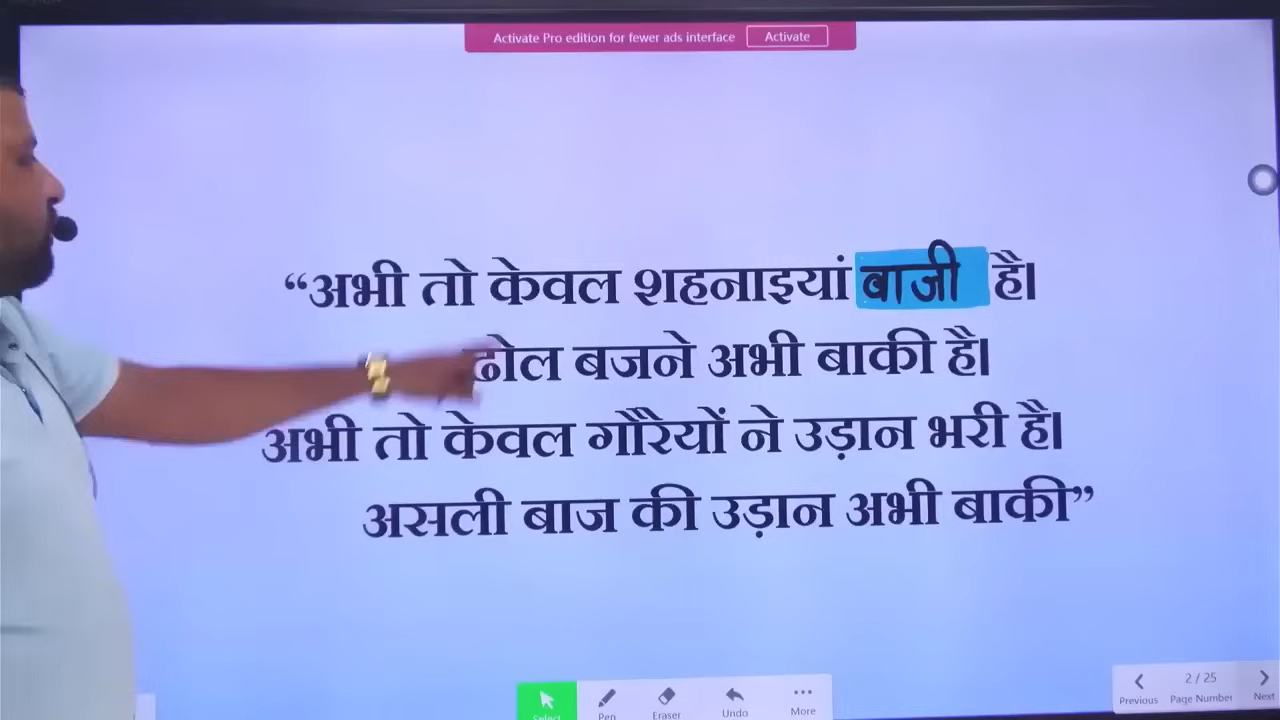 Activate Pro edition for fewer ads interface Activate
“अभी तो केवल शहनाइयां बाजी है।
ढोल बजने अभी बाकी है।
अभी तो केवल गौरैयों ने उड़ान भरी है।
असली बाज की उड़ान अभी बाकी”
Select Pen Eraser Undo More
Previous 2 / 25 Page Number Next